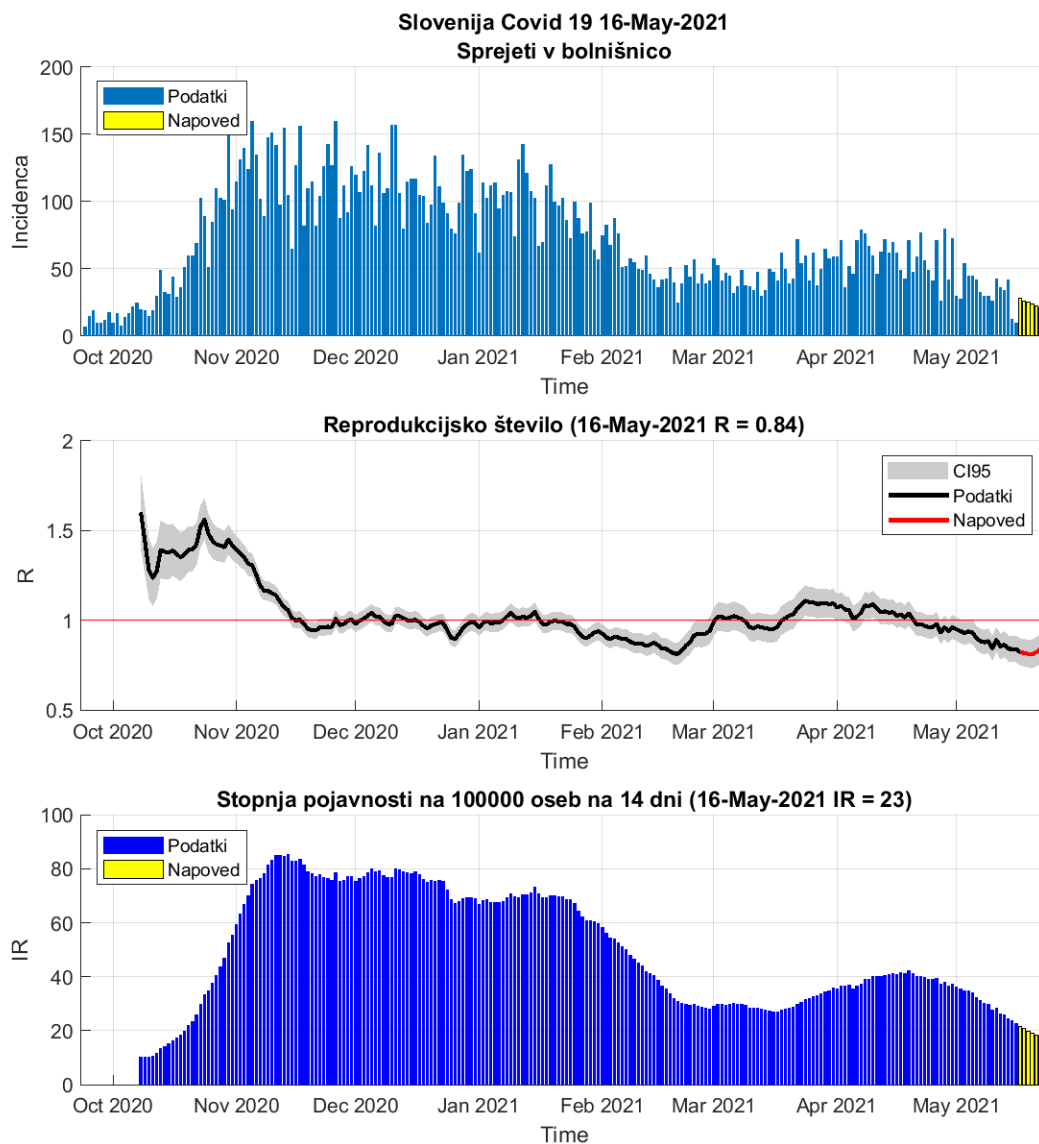 Slovenija Covid 19 16-May-2021
Sprejeti v bolnišnico
200
150
100
50
0
Incidenca
Podatki
Napoved
Oct 2020 Nov 2020 Dec 2020 Jan 2021 Feb 2021 Mar 2021 Apr 2021 May 2021
Time
Reprodukcijsko število (16-May-2021 R = 0.84)
2
1.5
1
0.5
R
CI95
Podatki
Napoved
Oct 2020 Nov 2020 Dec 2020 Jan 2021 Feb 2021 Mar 2021 Apr 2021 May 2021
Time
Stopnja pojavnosti na 100000 oseb na 14 dni (16-May-2021 IR = 23)
100
80
60
40
20
0
IR
Podatki
Napoved
Oct 2020 Nov 2020 Dec 2020 Jan 2021 Feb 2021 Mar 2021 Apr 2021 May 2021
Time